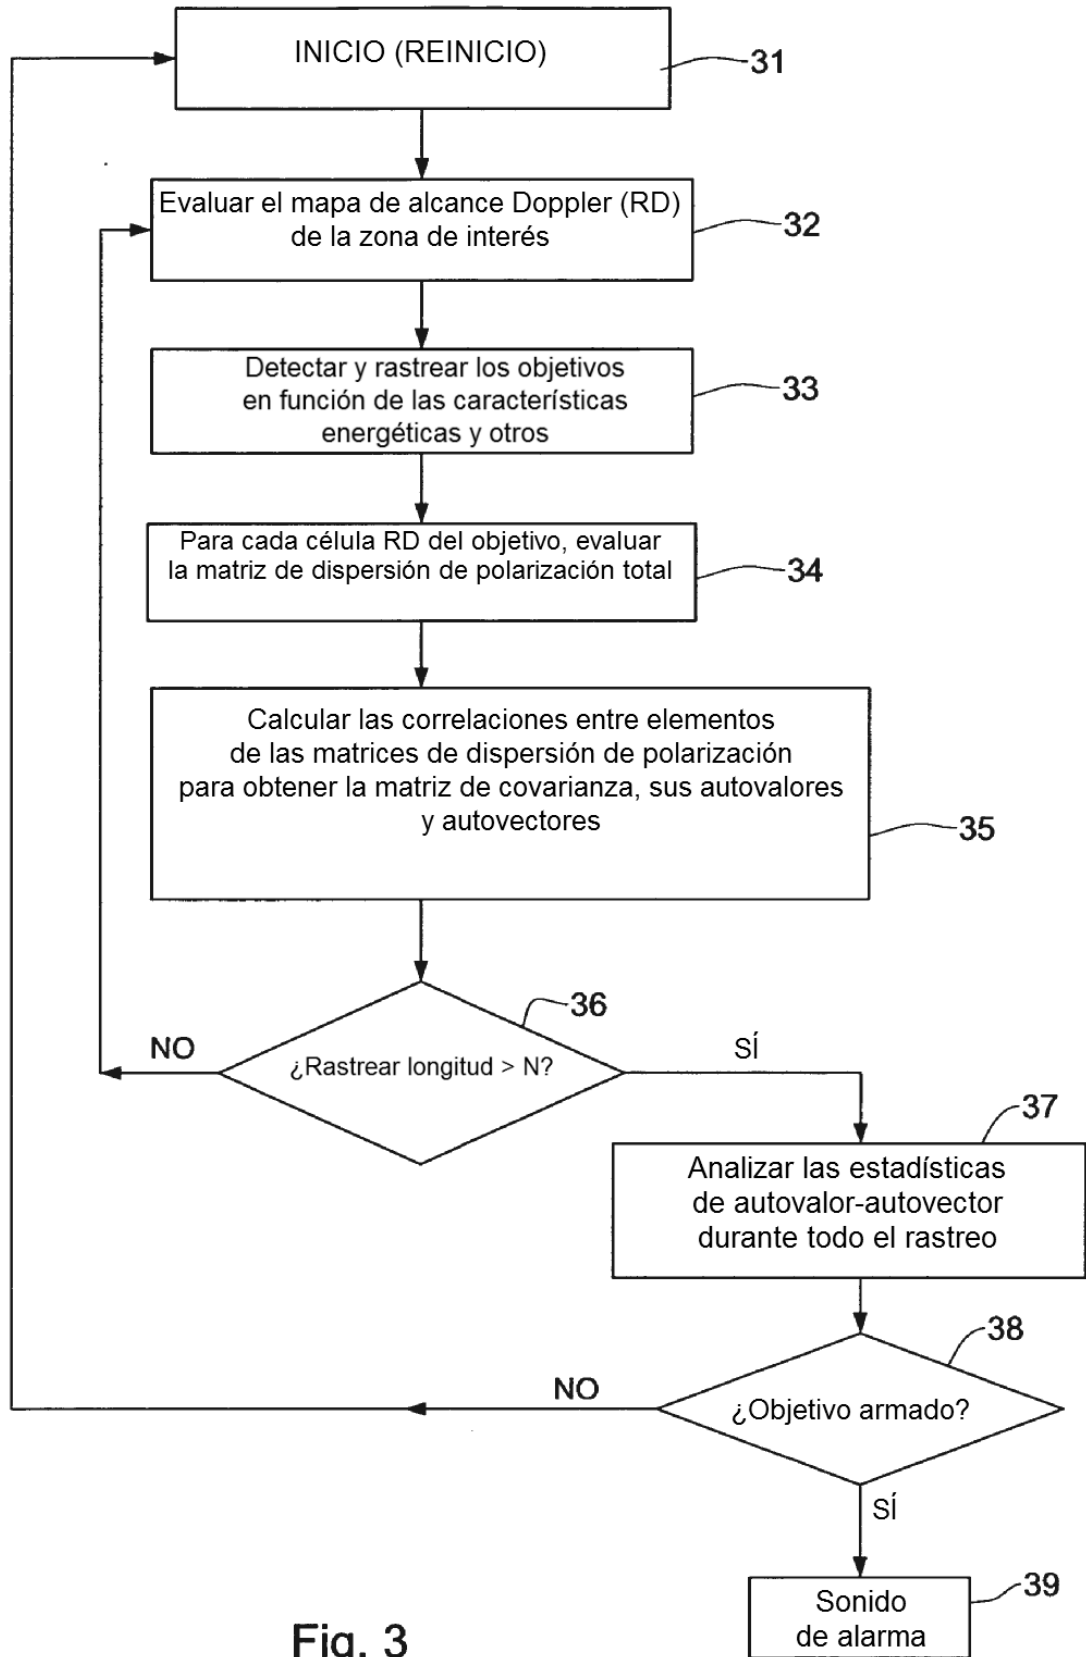 INICIO (REINICIO)
31
Evaluar el mapa de alcance Doppler (RD)
de la zona de interés
32
Detectar y rastrear los objetivos
en función de las características
energéticas y otros
33
Para cada célula RD del objetivo, evaluar
la matriz de dispersión de polarización total
34
Calcular las correlaciones entre elementos
de las matrices de dispersión de polarización
para obtener la matriz de covarianza, sus autovalores
y autovectores
35
36
NO
¿Rastrear longitud > N?
SÍ
37
Analizar las estadísticas
de autovalor-autovector
durante todo el rastreo
38
NO
¿Objetivo armado?
SÍ
39
Sonido
de alarma
Fig. 3